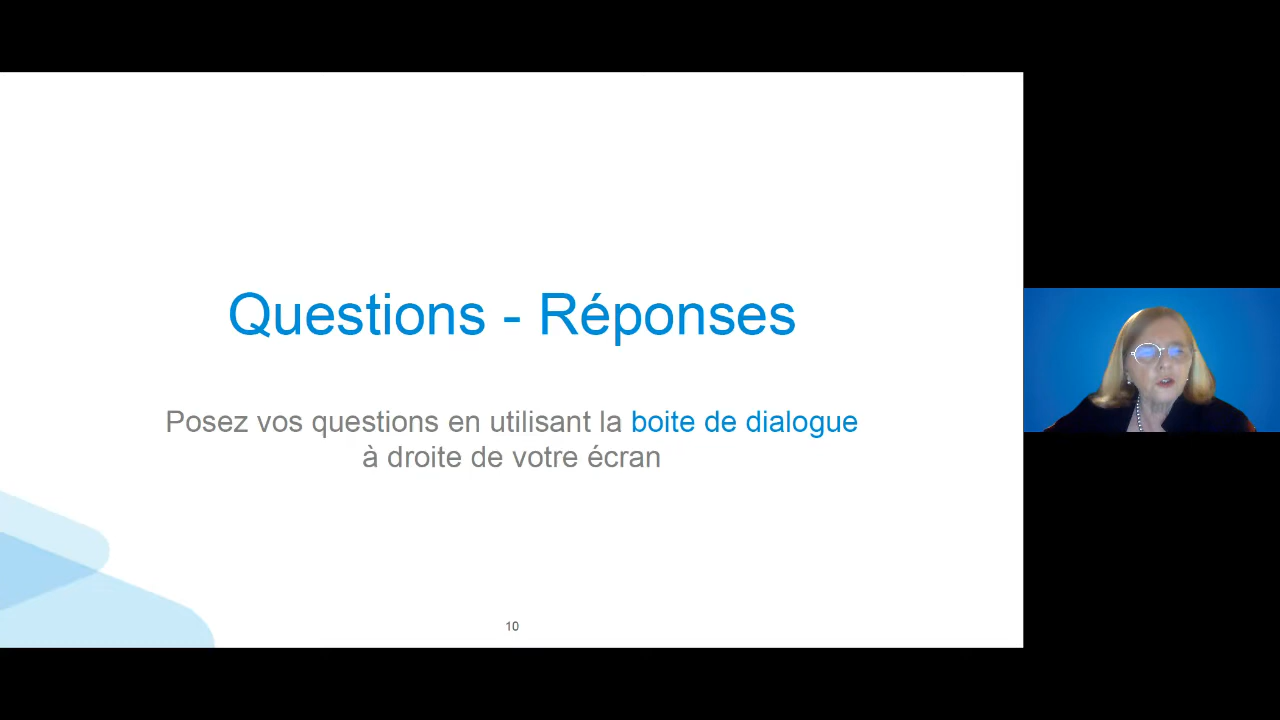 Questions - Réponses
Posez vos questions en utilisant la boite de dialogue
à droite de votre écran
10